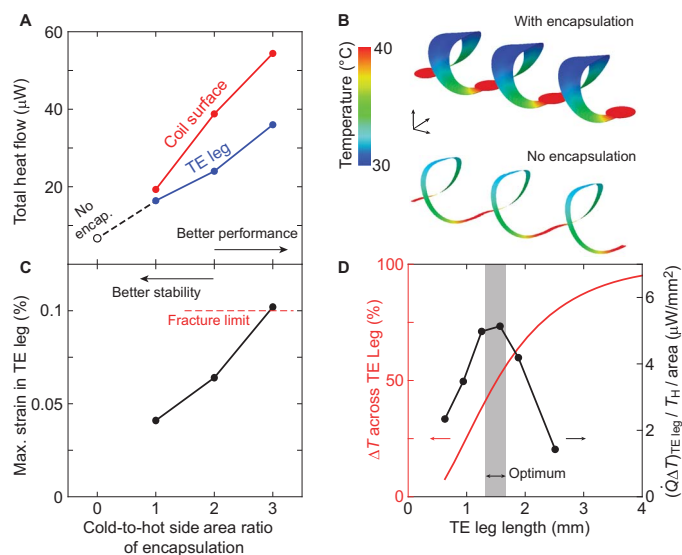 A
Total heat flow (μW)
60
40
20
Coil surface
TE leg
No encap.
Better performance
B
Temperature (°C)
40
30
With encapsulation
No encapsulation
C
Max. strain in TE leg (%)
0.1
0.05
0
Better stability
Fracture limit
0 1 2 3
Cold-to-hot side area ratio
of encapsulation
D
ΔT across TE Leg (%)
100
50
0
Optimum
6
4
2
0
(Q̇ΔT)TE leg / TH / area (μW/mm²)
0 1 2 3 4
TE leg length (mm)